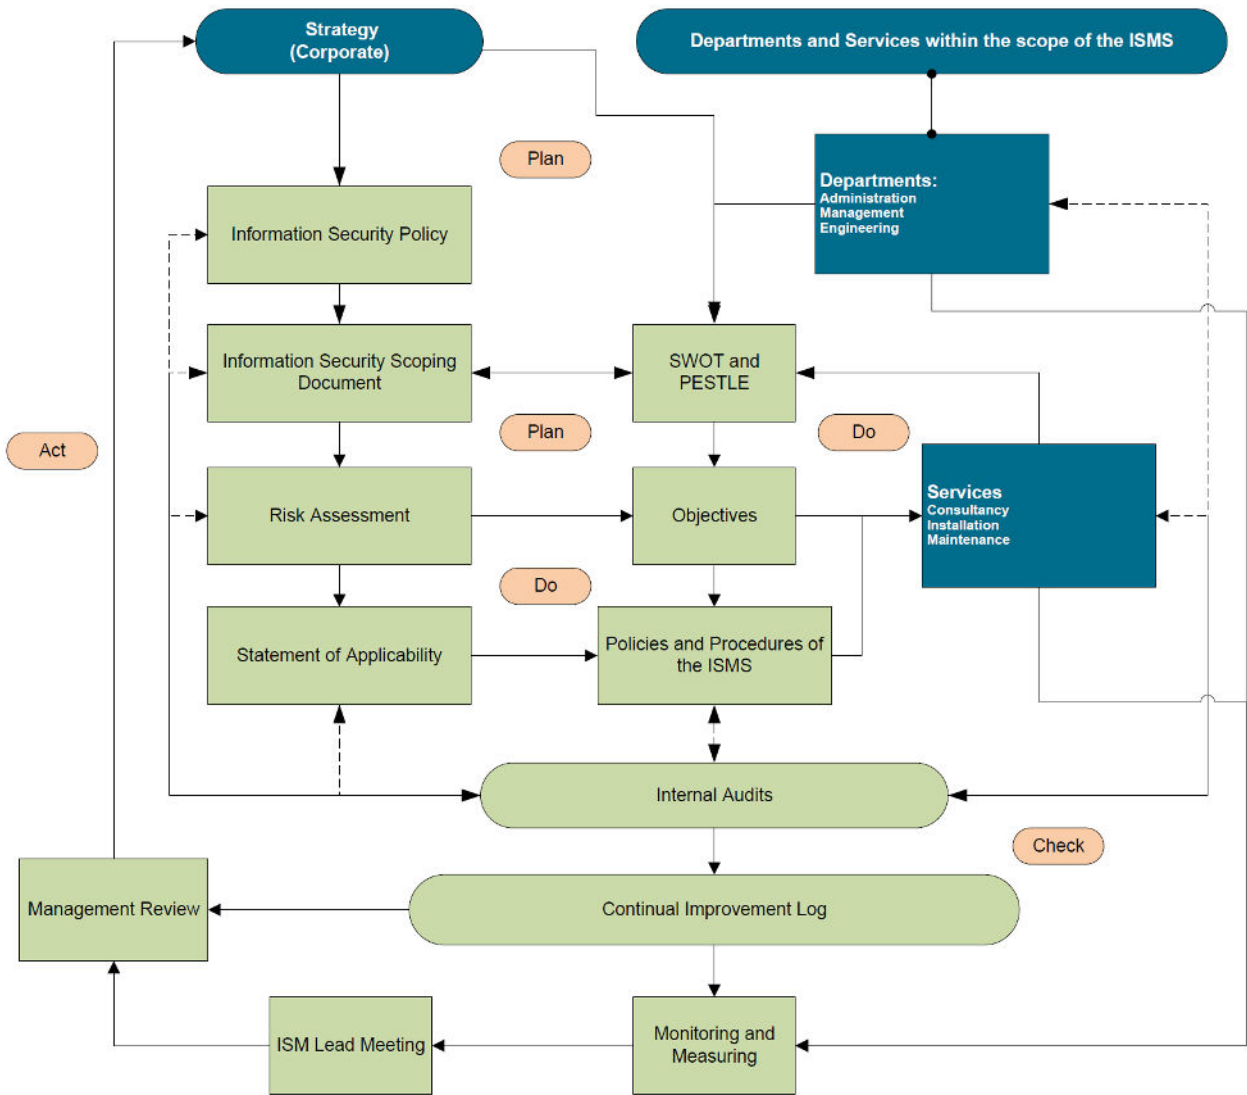 Strategy
(Corporate)
Departments and Services within the scope of the ISMS
Plan
Departments:
Administration
Management
Engineering
Information Security Policy
Information Security Scoping
Document
SWOT and
PESTLE
Act
Plan
Do
Services
Consultancy
Installation
Maintenance
Risk Assessment
Objectives
Do
Statement of Applicability
Policies and Procedures of
the ISMS
Internal Audits
Check
Management Review
Continual Improvement Log
ISM Lead Meeting
Monitoring and
Measuring